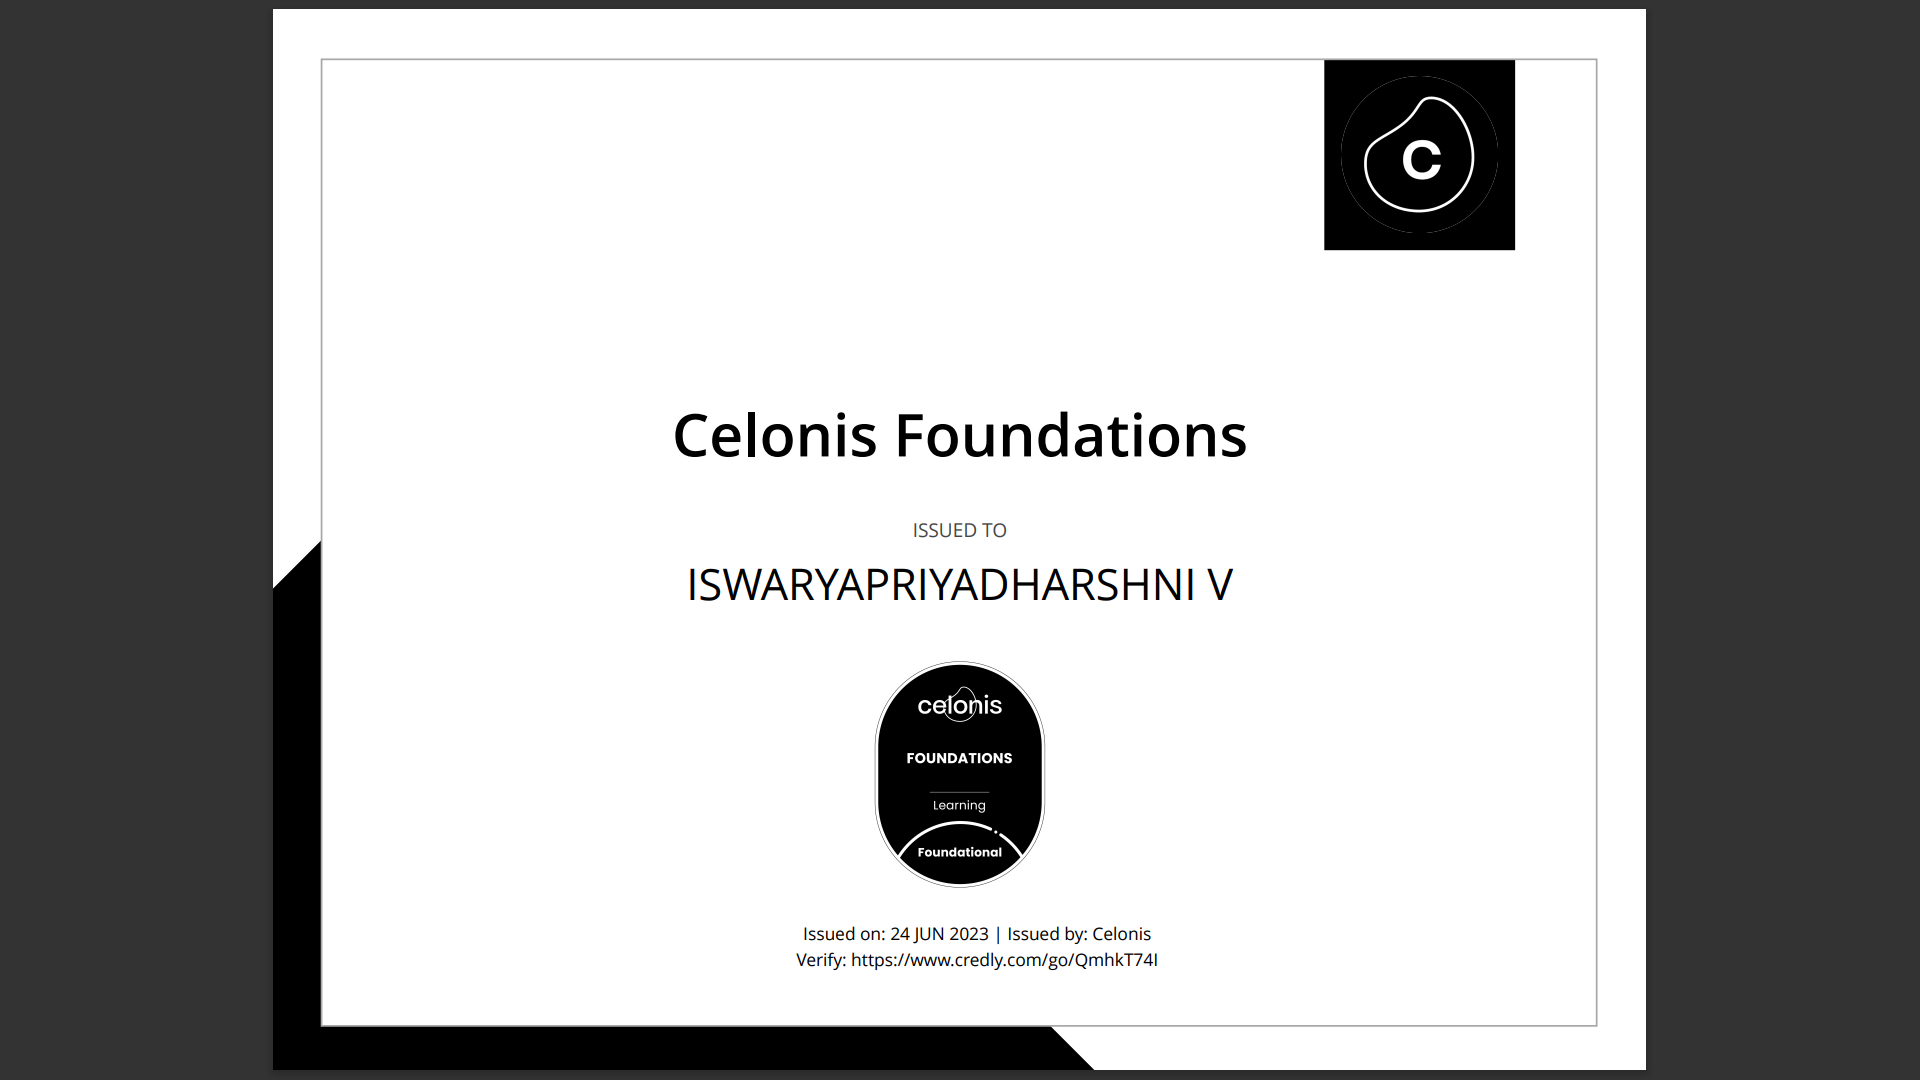 C
Celonis Foundations
ISSUED TO
ISWARYAPRIYADHARSHNI V
celonis
FOUNDATIONS
Learning
Foundational
Issued on: 24 JUN 2023 | Issued by: Celonis
Verify: https://www.credly.com/go/QmhkT74I